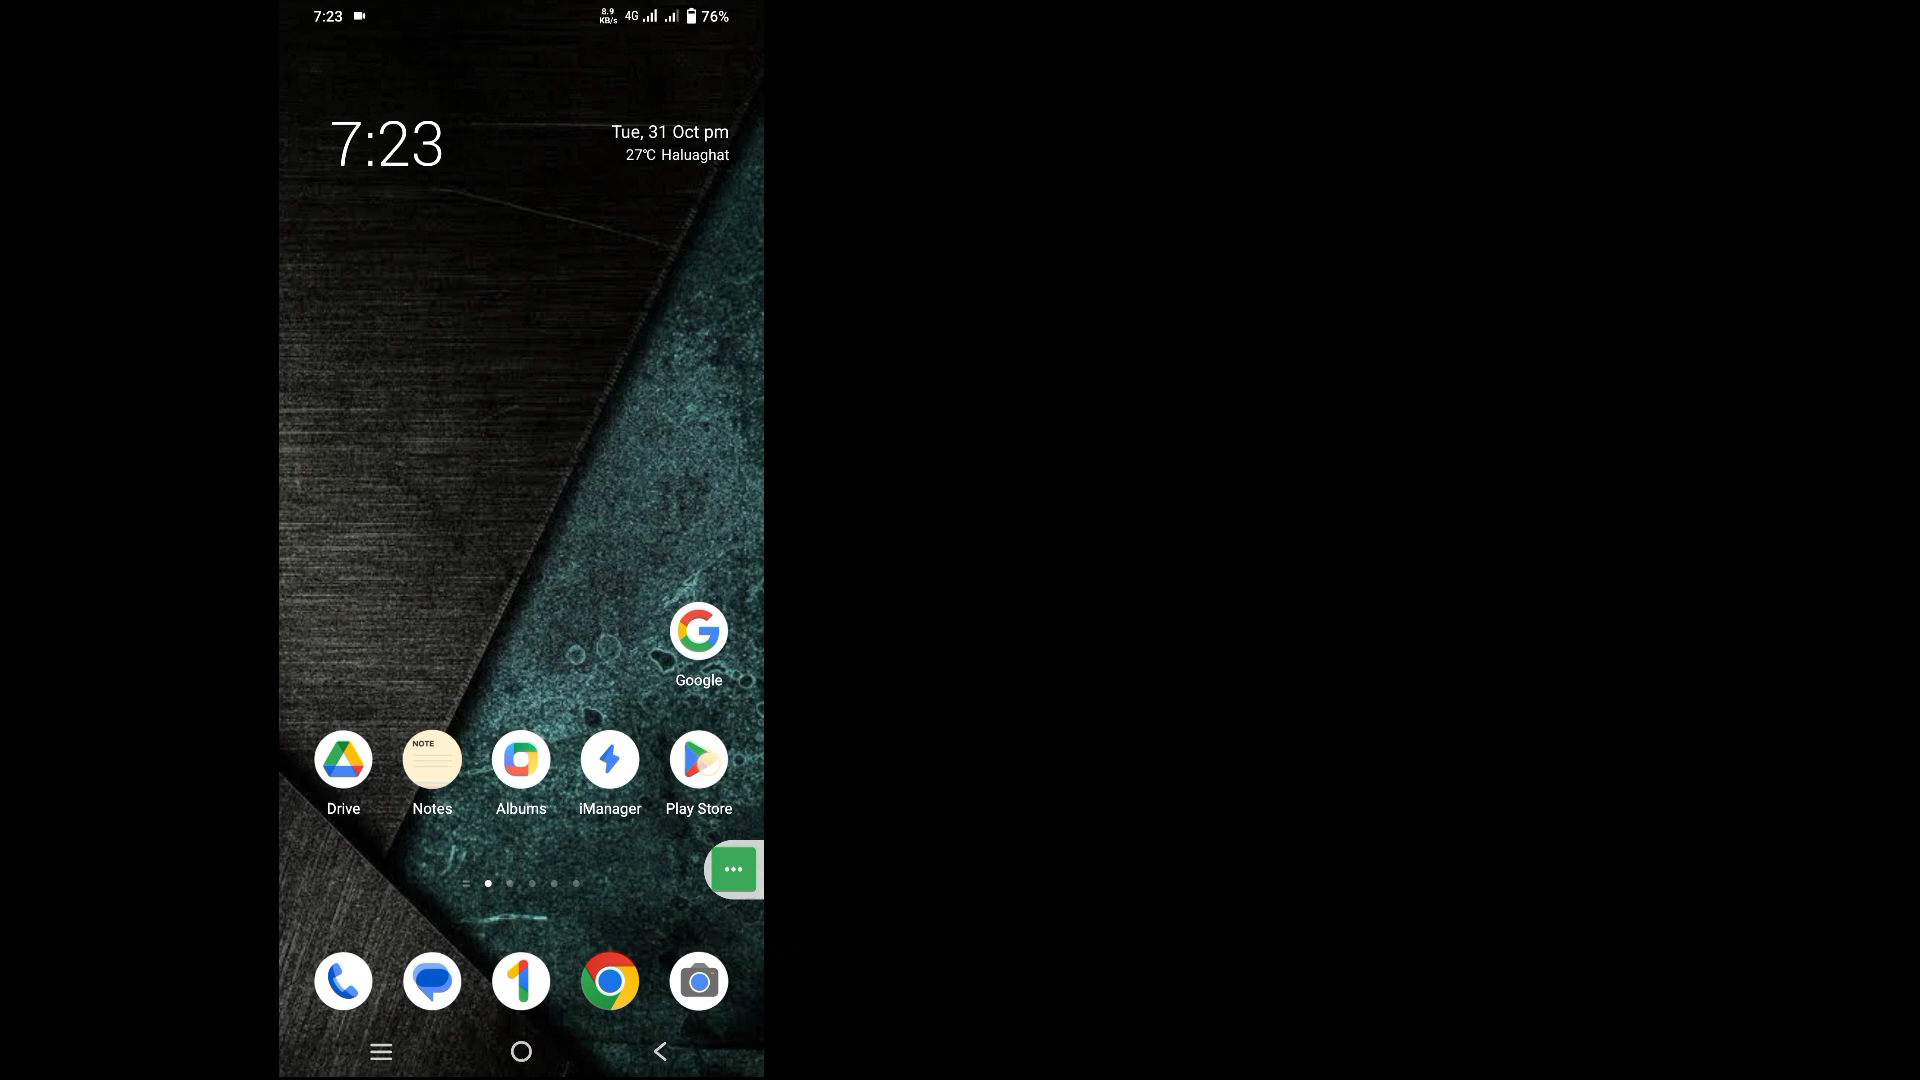 7:23
8.9
KB/s
4G
76%
7:23
Tue, 31 Oct pm
27°C Haluaghat
Google
NOTE
Drive
Notes
Albums
iManager
Play Store